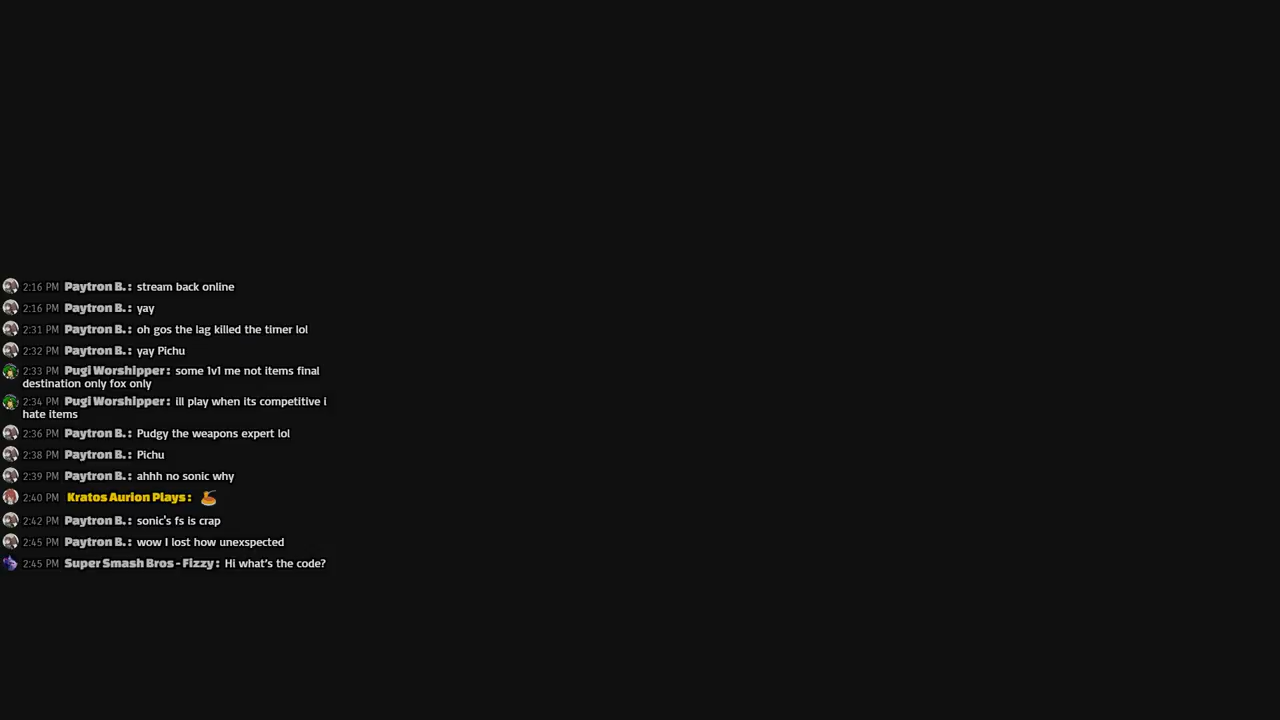 2:16 PM Paytron B. : stream back online
2:16 PM Paytron B. : yay
2:31 PM Paytron B. : oh gos the lag killed the timer lol
2:32 PM Paytron B. : yay Pichu
2:33 PM Pugi Worshipper : some 1v1 me not items final
destination only fox only
2:34 PM Pugi Worshipper : ill play when its competitive i
hate items
2:36 PM Paytron B. : Pudgy the weapons expert lol
2:38 PM Paytron B. : Pichu
2:39 PM Paytron B. : ahhh no sonic why
2:40 PM Kratos Aurion Plays :
2:42 PM Paytron B. : sonic's fs is crap
2:45 PM Paytron B. : wow I lost how unexpected
2:45 PM Super Smash Bros - Fizzy : Hi what's the code?